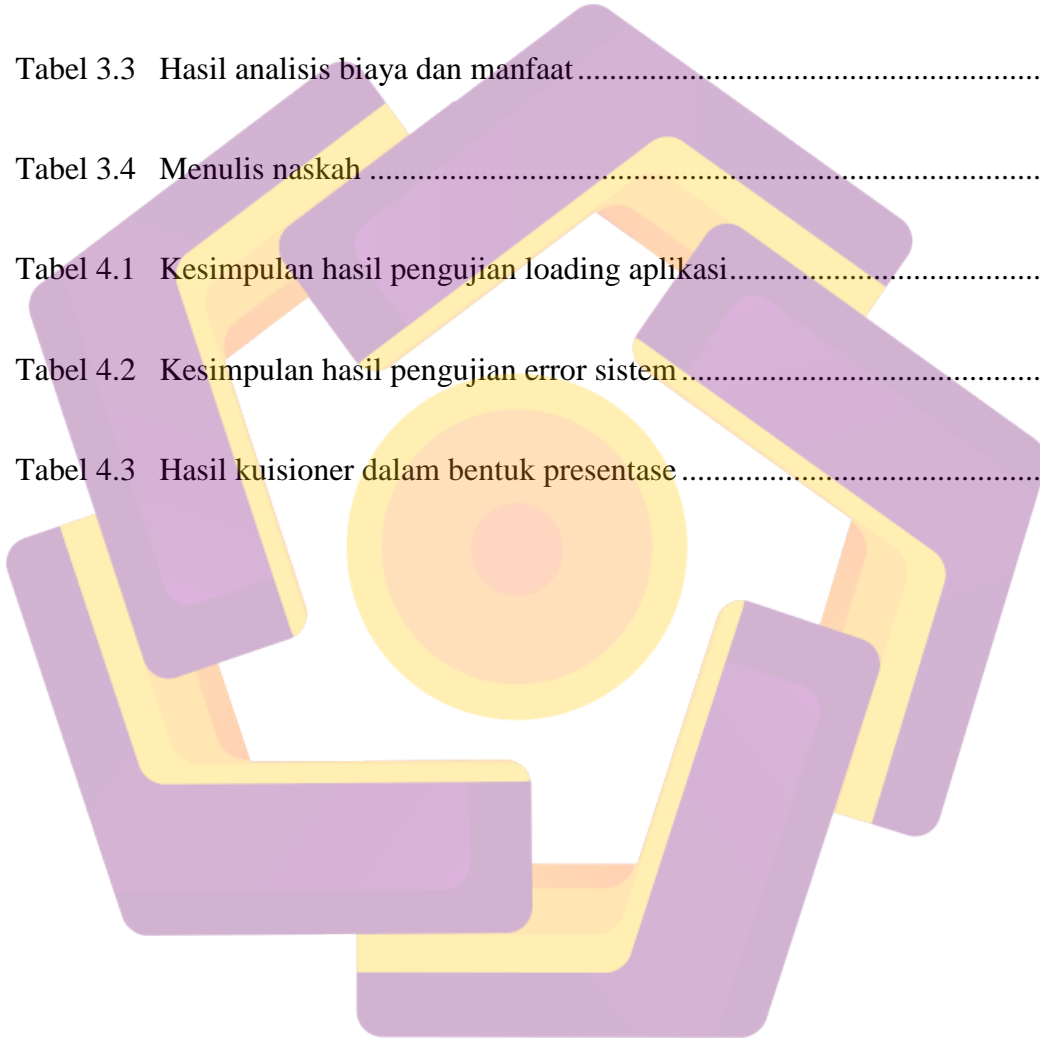 Tabel 3.3 Hasil analisis biaya dan manfaat................................................................
Tabel 3.4 Menulis naskah ..........................................................................................
Tabel 4.1 Kesimpulan hasil pengujian loading aplikasi..........................................
Tabel 4.2 Kesimpulan hasil pengujian error sistem ................................................
Tabel 4.3 Hasil kuisioner dalam bentuk presentase ................................................